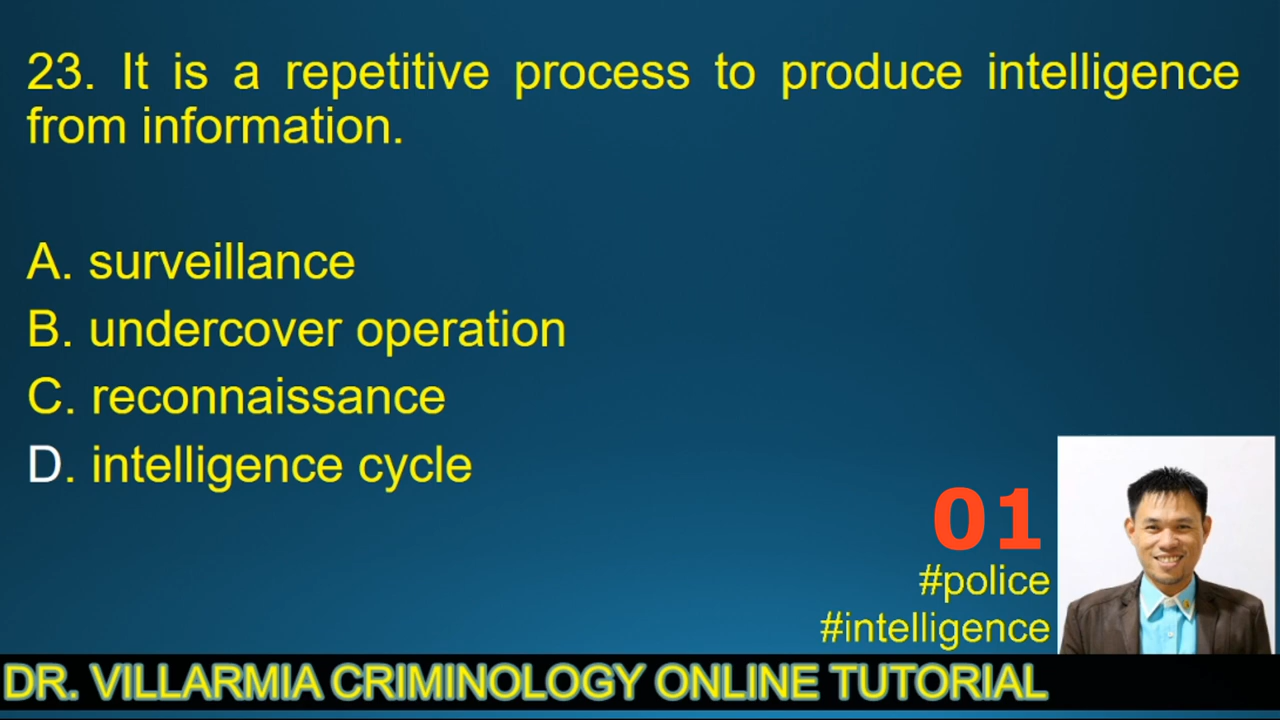 23. It is a repetitive process to produce intelligence
from information.
A. surveillance
B. undercover operation
C. reconnaissance
D. intelligence cycle
01
#police
#intelligence
DR. VILLARMIA CRIMINOLOGY ONLINE TUTORIAL